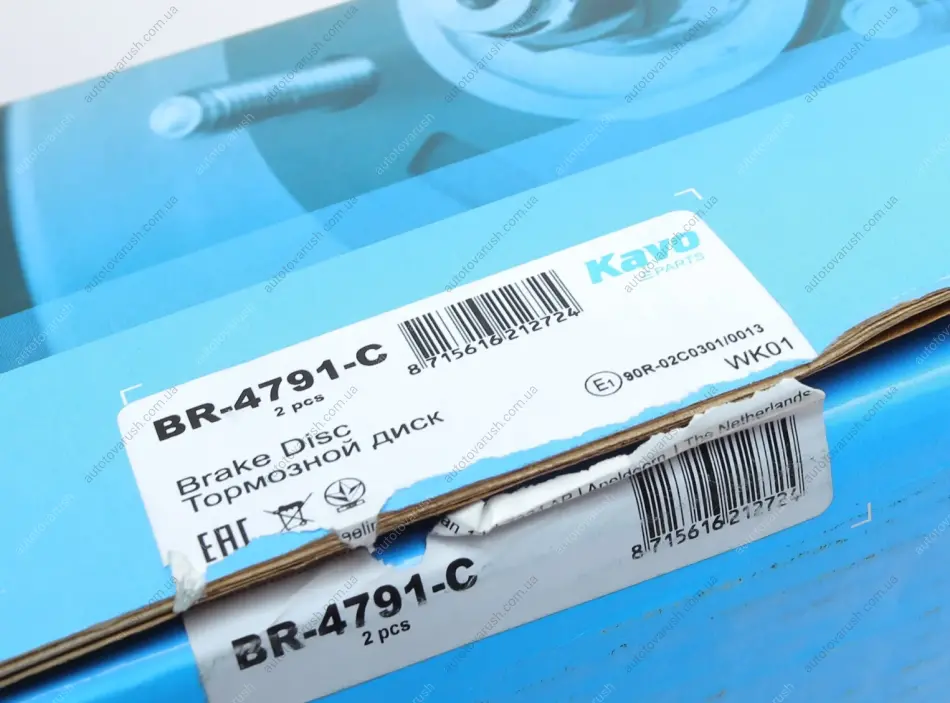 Kavo
PARTS
8 715616 212724
BR-4791-C
2 pcs
E1 90R-02C0301/0013
WK01
Brake Disc
Тормозной диск
EAC
Apeldoorn | The Netherlands
8 715616 212724
BR-4791-C
2 pcs
autotovarush.com.ua